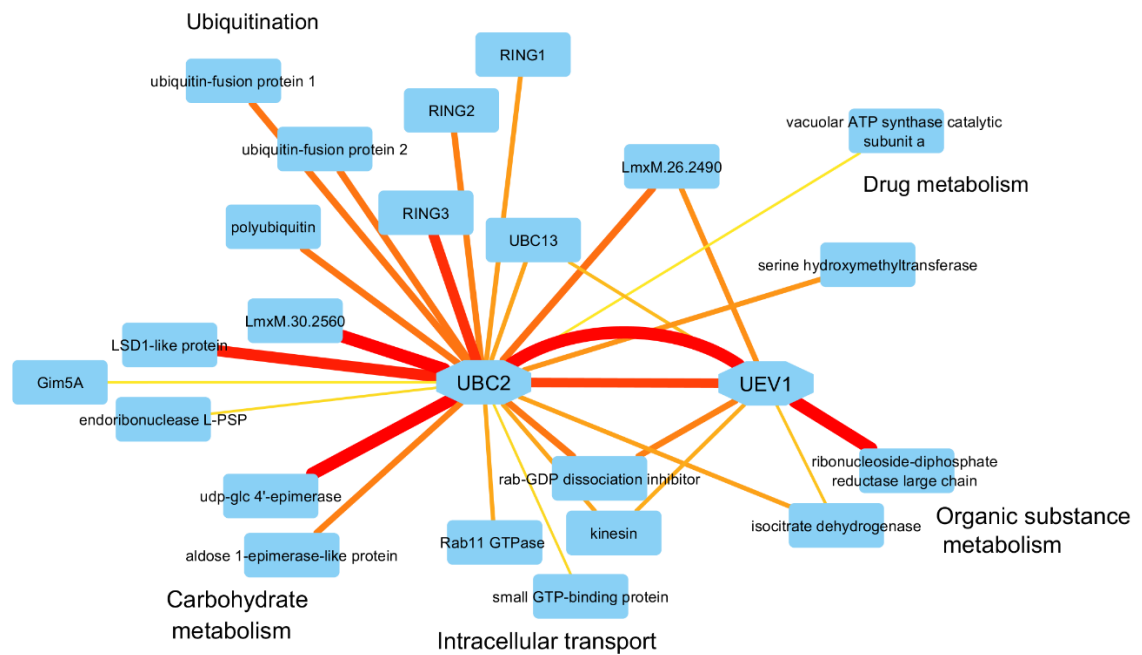 Ubiquitination
RING1
ubiquitin-fusion protein 1
RING2
vacuolar ATP synthase catalytic
subunit a
ubiquitin-fusion protein 2
LmxM.26.2490
Drug metabolism
RING3
polyubiquitin
UBC13
serine hydroxymethyltransferase
LmxM.30.2560
LSD1-like protein
Gim5A
UBC2
UEV1
endoribonuclease L-PSP
ribonucleoside-diphosphate
reductase large chain
rab-GDP dissociation inhibitor
udp-glc 4'-epimerase
Organic substance
metabolism
isocitrate dehydrogenase
kinesin
Rab11 GTPase
aldose 1-epimerase-like protein
small GTP-binding protein
Carbohydrate
metabolism
Intracellular transport